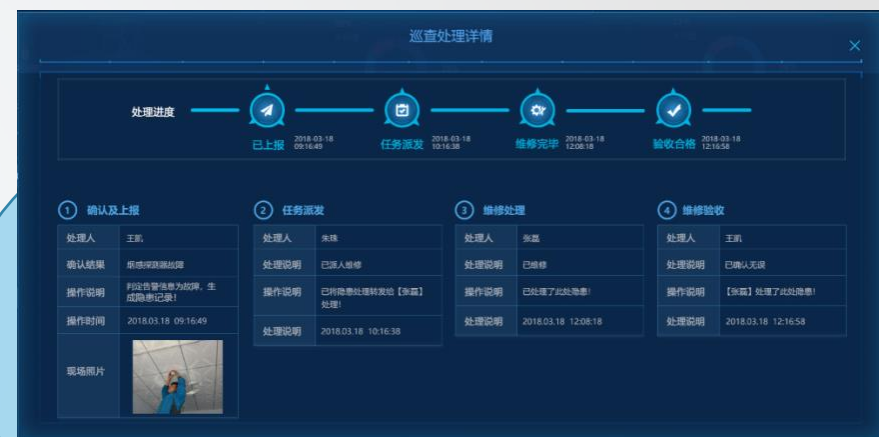 巡查处理详情
处理进度
已上报 2018-03-18 09:16:49
任务派发 2018-03-18 10:16:38
维修完毕 2018-03-18 12:08:18
验收合格 2018-03-18 12:16:58
1 确认及上报
处理人 王凯
确认结果 烟感探测器故障
操作说明 判定告警信息为故障，生
成隐患记录！
操作时间 2018.03.18 09:16:49
现场照片
2 任务派发
处理人 朱珠
处理说明 已派人维修
操作说明 已将隐患处理转发给【张磊】
处理！
处理说明 2018.03.18 10:16:38
3 维修处理
处理人 张磊
处理说明 已维修
操作说明 已处理了此处隐患！
处理说明 2018.03.18 12:08:18
4 维修验收
处理人 王凯
处理说明 已确认无误
操作说明 【张磊】处理了此处隐患！
处理说明 2018.03.18 12:16:58